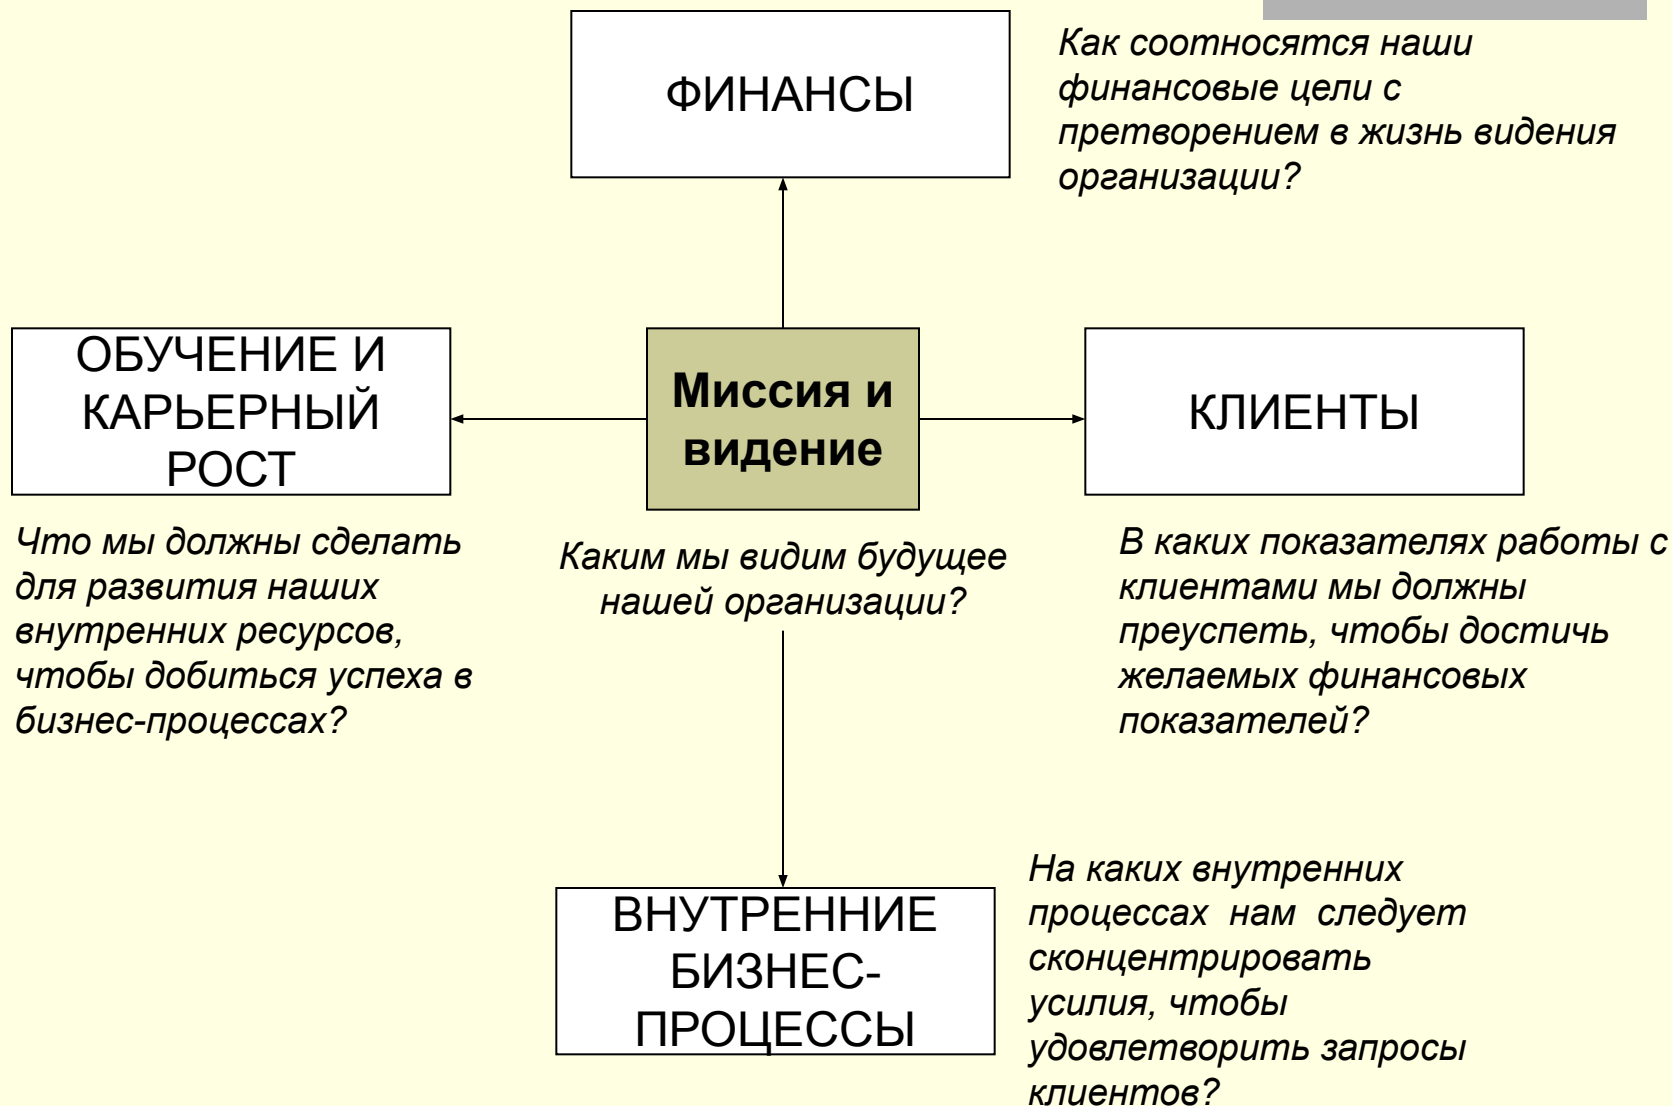 ФИНАНСЫ
Как соотносятся наши
финансовые цели с
претворением в жизнь видения
организации?
ОБУЧЕНИЕ И
КАРЬЕРНЫЙ
РОСТ
Миссия и
видение
КЛИЕНТЫ
Что мы должны сделать
для развития наших
внутренних ресурсов,
чтобы добиться успеха в
бизнес-процессах?
Каким мы видим будущее
нашей организации?
В каких показателях работы с
клиентами мы должны
преуспеть, чтобы достичь
желаемых финансовых
показателей?
ВНУТРЕННИЕ
БИЗНЕС-
ПРОЦЕССЫ
На каких внутренних
процессах нам следует
сконцентрировать
усилия, чтобы
удовлетворить запросы
клиентов?